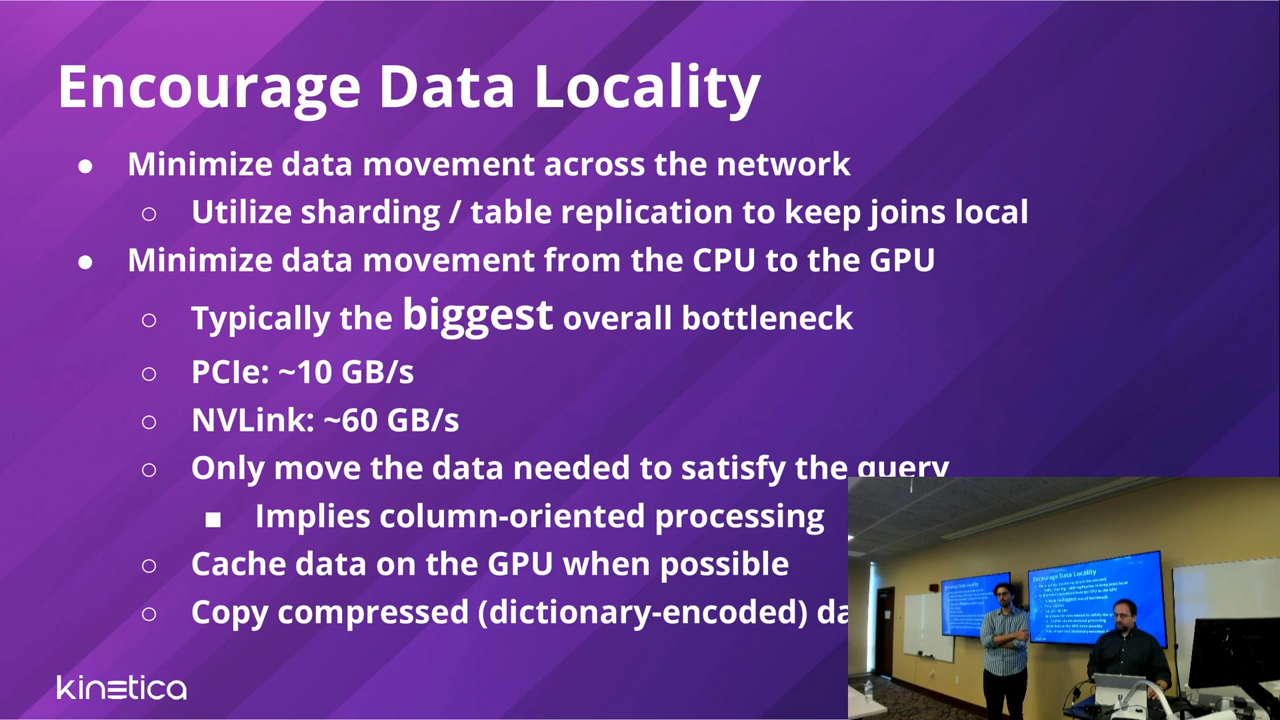 Encourage Data Locality
● Minimize data movement across the network
○ Utilize sharding / table replication to keep joins local
● Minimize data movement from the CPU to the GPU
○ Typically the biggest overall bottleneck
○ PCIe: ~10 GB/s
○ NVLink: ~60 GB/s
○ Only move the data needed to satisfy the query
■ Implies column-oriented processing
○ Cache data on the GPU when possible
○ Copy compressed (dictionary-encoded)
kinetica
Encourage Data Locality